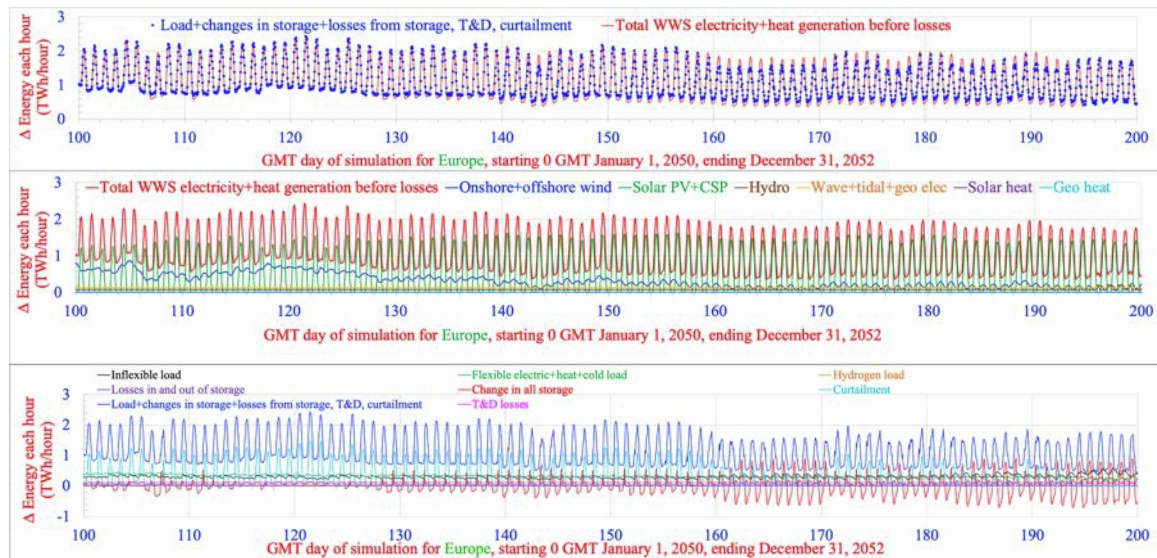 Load+changes in storage+losses from storage, T&D, curtailment Total WWS electricity+heat generation before losses
3
2
1
0
Δ Energy each hour
(TWh/hour)
100 110 120 130 140 150 160 170 180 190 200
GMT day of simulation for Europe, starting 0 GMT January 1, 2050, ending December 31, 2052
Total WWS electricity+heat generation before losses Onshore+offshore wind Solar PV+CSP Hydro Wave+tidal+geo elec Solar heat Geo heat
3
2
1
0
Δ Energy each hour
(TWh/hour)
100 110 120 130 140 150 160 170 180 190 200
GMT day of simulation for Europe, starting 0 GMT January 1, 2050, ending December 31, 2052
Inflexible load Flexible electric+heat+cold load Hydrogen load
Losses in and out of storage Change in all storage Curtailment
Load+changes in storage+losses from storage, T&D, curtailment T&D losses
3
2
1
0
-1
Δ Energy each hour
(TWh/hour)
100 110 120 130 140 150 160 170 180 190 200
GMT day of simulation for Europe, starting 0 GMT January 1, 2050, ending December 31, 2052